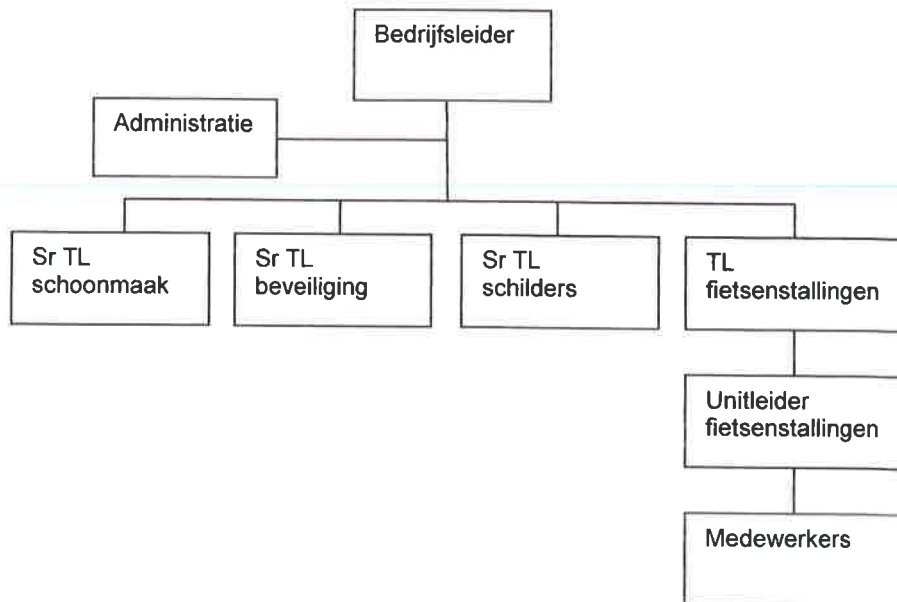 Bedrijfsleider
Administratie
Sr TL
schoonmaak
Sr TL
beveiliging
Sr TL
schilders
TL
fietsenstallingen
Unitleider
fietsenstallingen
Medewerkers